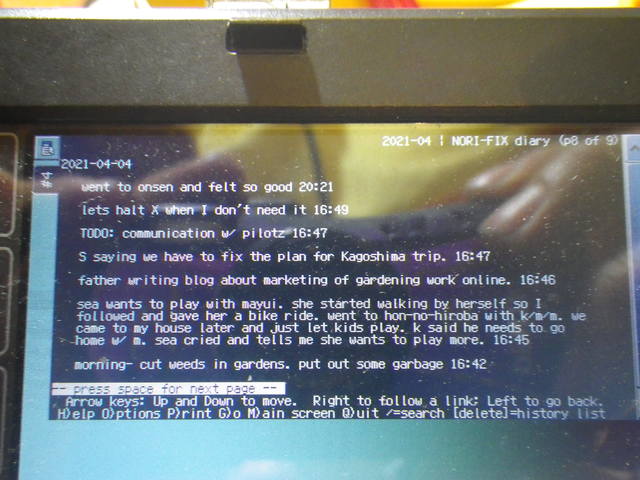 2021-04 | NORI-FIX diary (p8 of 9)
#4
2021-04-04
went to onsen and felt so good 20:21
lets halt X when I don't need it 16:49
TODO: communication w/ pilotz 16:47
S saying we have to fix the plan for Kagoshima trip. 16:47
father writing blog about marketing of gardening work online. 16:46
sea wants to play with mayui. she started walking by herself so I
followed and gave her a bike ride. went to hon-no-hiroba with k/m/m. we
came to my house later and just let kids play. k said he needs to go
home w/ m. sea cried and tells me she wants to play more. 16:45
morning- cut weeds in gardens. put out some garbage 16:42
-- press space for next page --
Arrow keys: Up and Down to move. Right to follow a link; Left to go back.
H)elp O)ptions P)rint G)o M)ain screen Q)uit /=search [delete]=history list